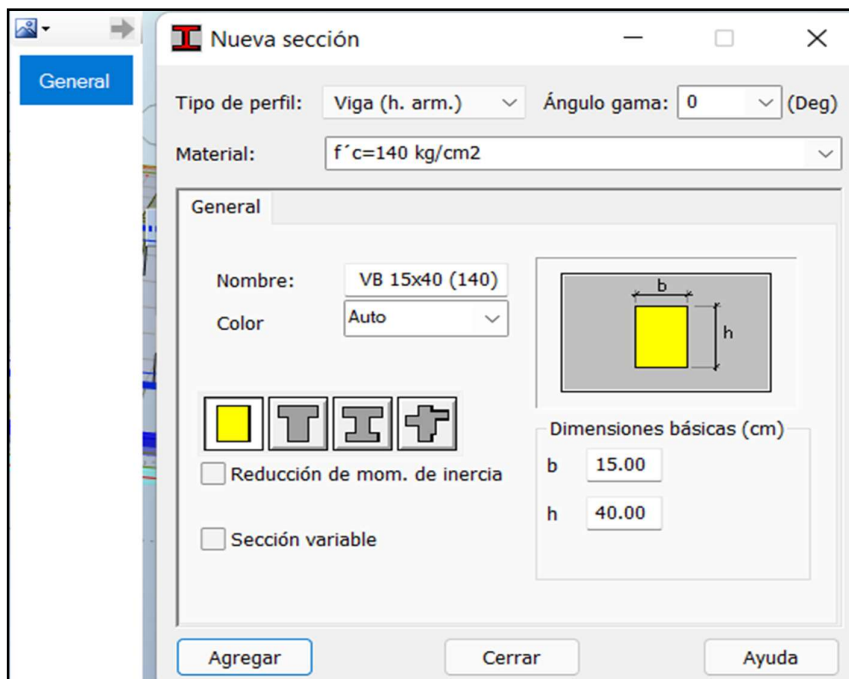 Nueva sección
General
Tipo de perfil: Viga (h. arm.) Ángulo gama: 0 (Deg)
Material: f´c=140 kg/cm2
General
Nombre: VB 15x40 (140)
Color Auto
b
h
Reducción de mom. de inercia
Sección variable
Dimensiones básicas (cm)
b 15.00
h 40.00
Agregar Cerrar Ayuda